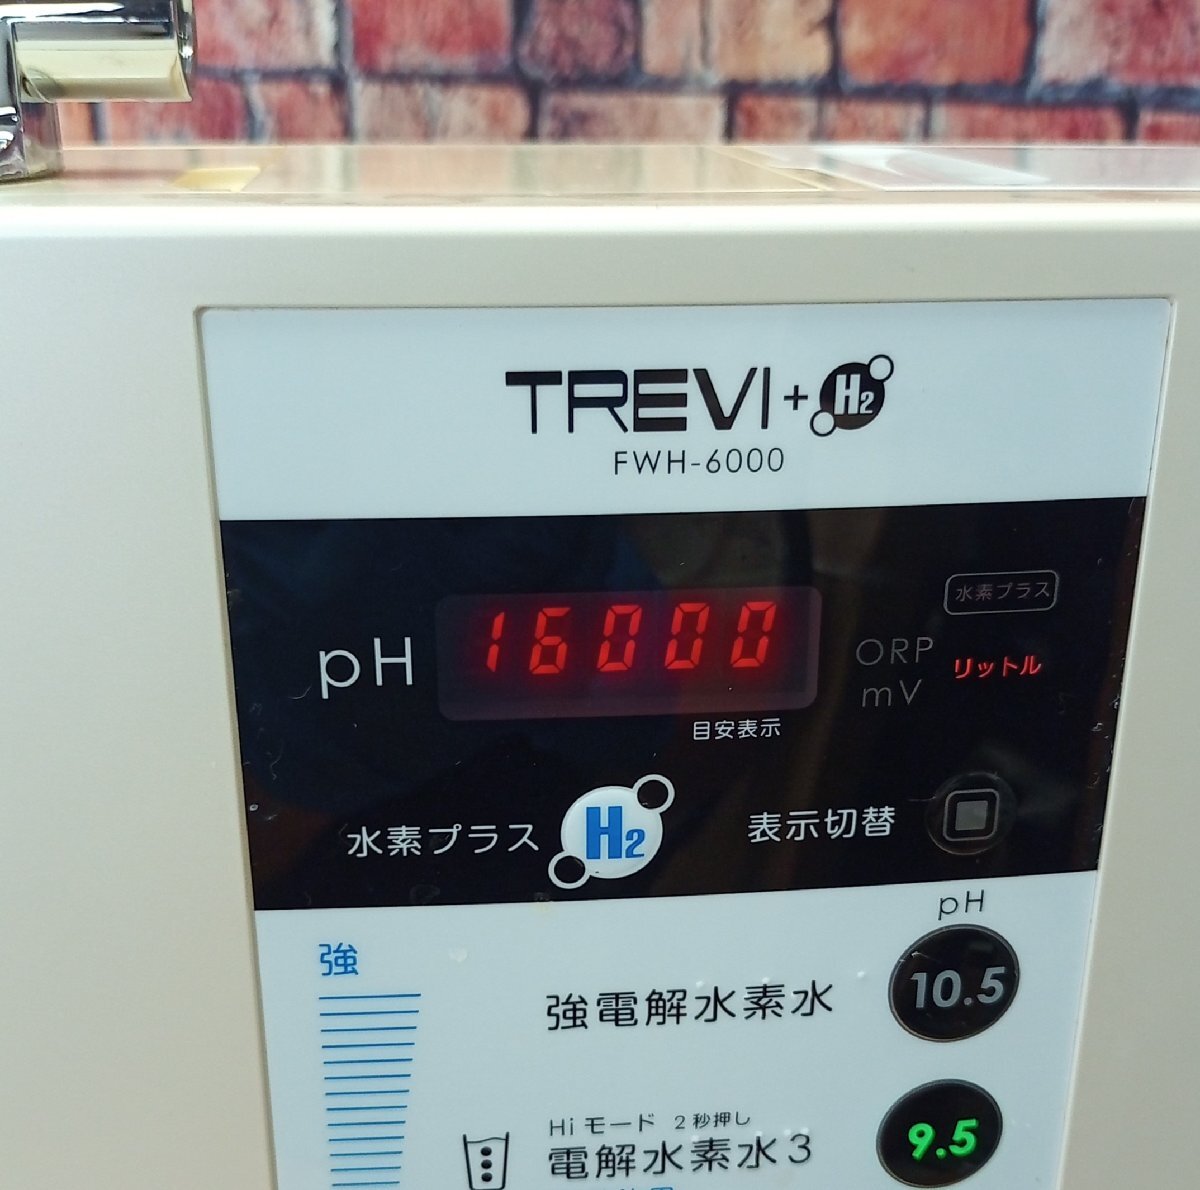 TREVI+H2
FWH-6000
水素プラス
pH 16000 ORP mV リットル
目安表示
水素プラス H2 表示切替
pH
強
強電解水素水 10.5
Hiモード 2秒押し
電解水素水3 9.5